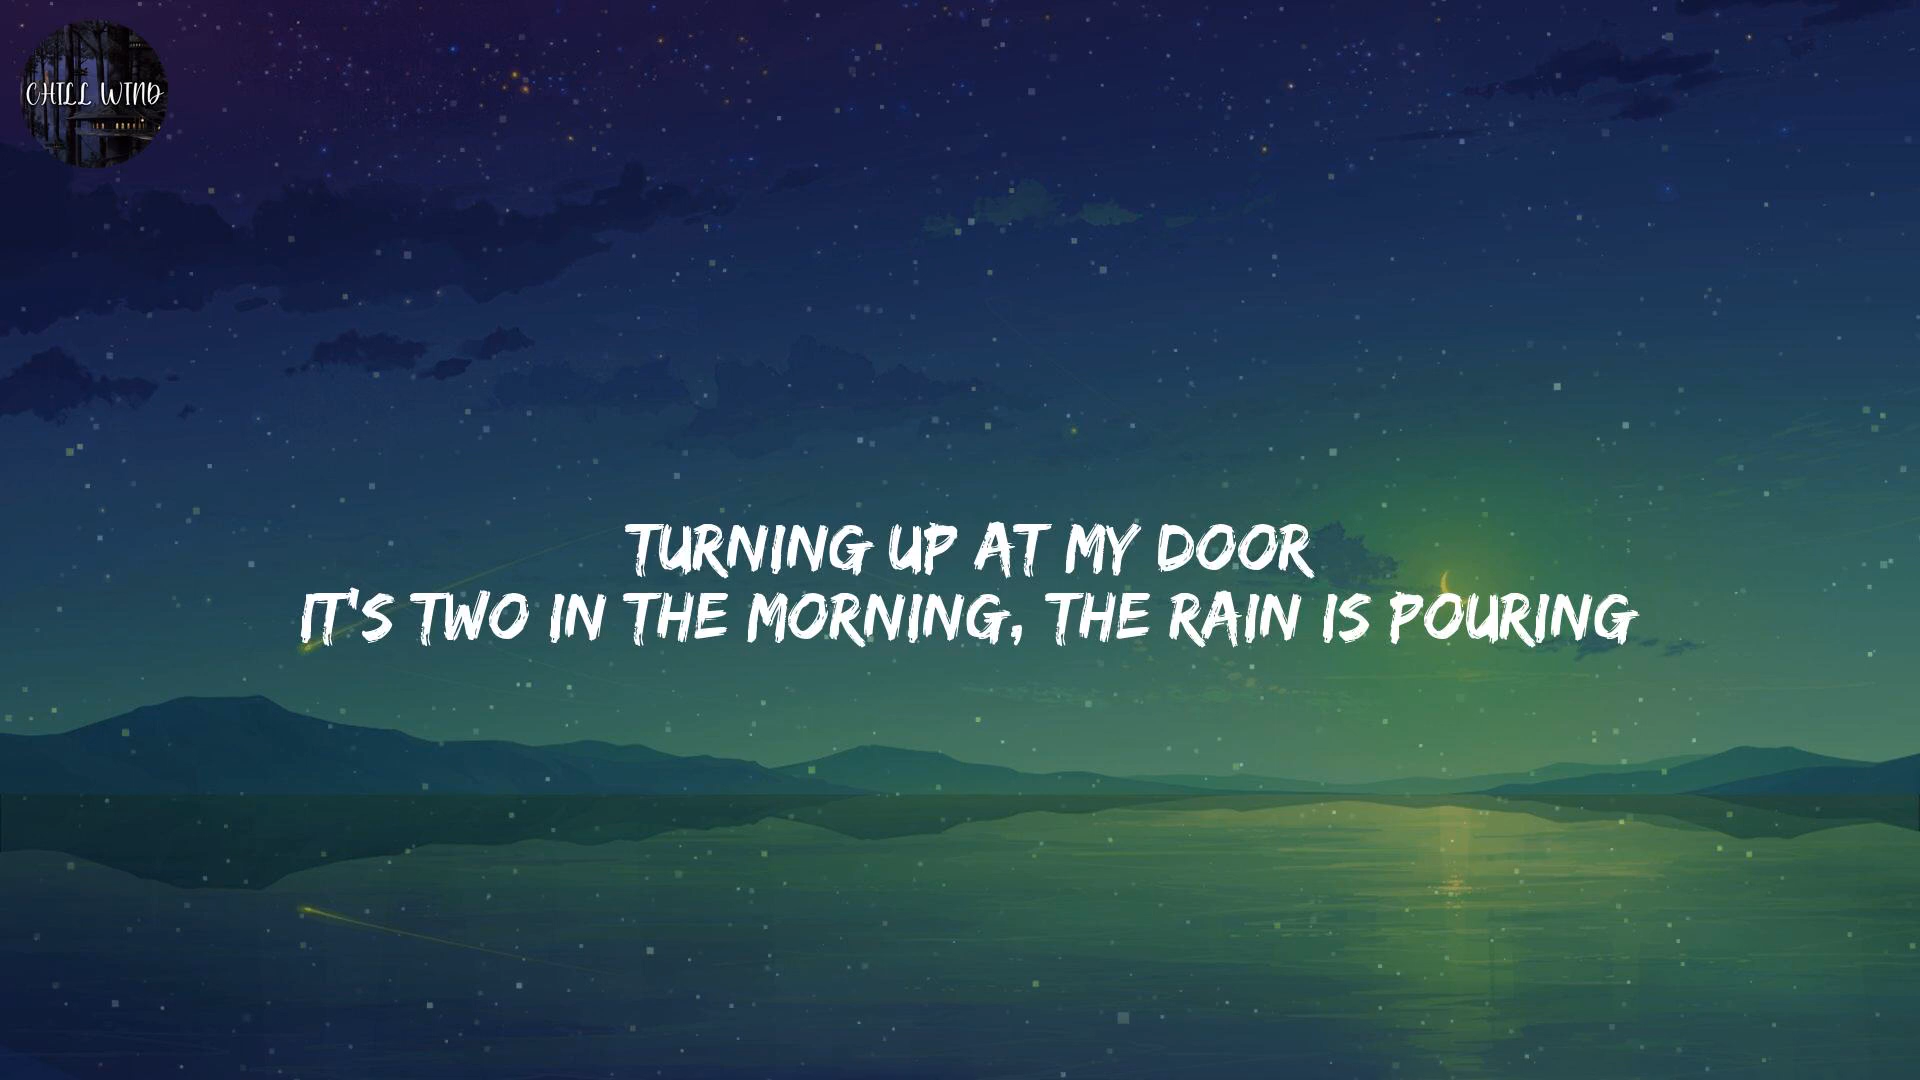 CHILL WIND
TURNING UP AT MY DOOR
IT'S TWO IN THE MORNING, THE RAIN IS POURING